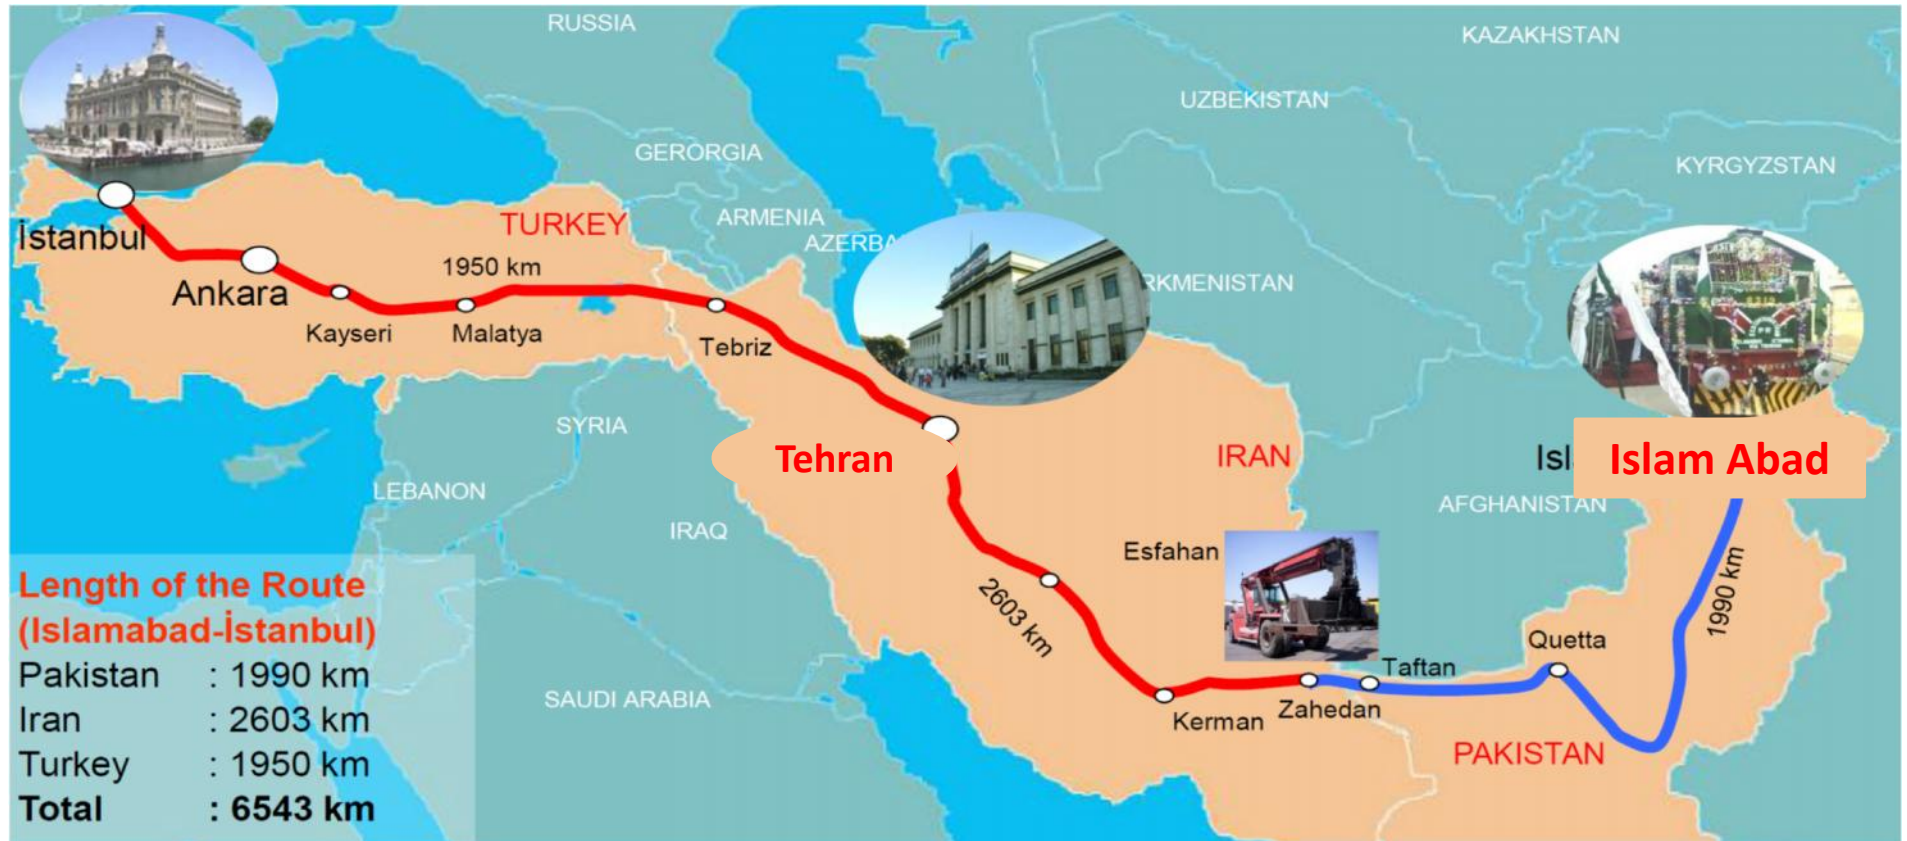 RUSSIA
KAZAKHSTAN
UZBEKISTAN
GERORGIA
KYRGYZSTAN
TURKEY
ARMENIA
AZERBA
İstanbul
1950 km
RKMENISTAN
Ankara
Kayseri
Malatya
Tebriz
SYRIA
Tehran
IRAN
Isl
Islam Abad
LEBANON
AFGHANISTAN
IRAQ
Esfahan
2603 km
1990 km
Length of the Route
(Islamabad-İstanbul)
Pakistan : 1990 km
Iran : 2603 km
Turkey : 1950 km
Total : 6543 km
Quetta
Taftan
SAUDI ARABIA
Zahedan
Kerman
PAKISTAN